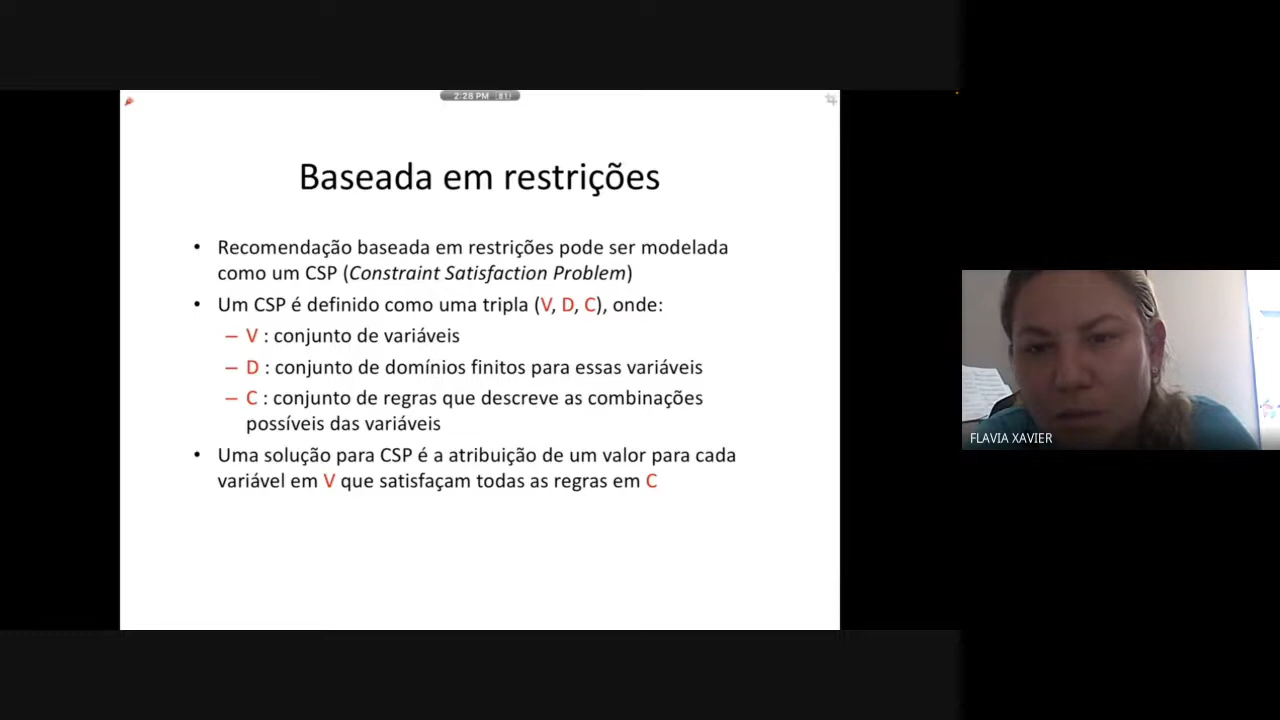 2:28 PM
Baseada em restrições
• Recomendação baseada em restrições pode ser modelada
como um CSP (Constraint Satisfaction Problem)
• Um CSP é definido como uma tripla (V, D, C), onde:
– V : conjunto de variáveis
– D : conjunto de domínios finitos para essas variáveis
– C : conjunto de regras que descreve as combinações
possíveis das variáveis
• Uma solução para CSP é a atribuição de um valor para cada
variável em V que satisfaçam todas as regras em C
FLAVIA XAVIER